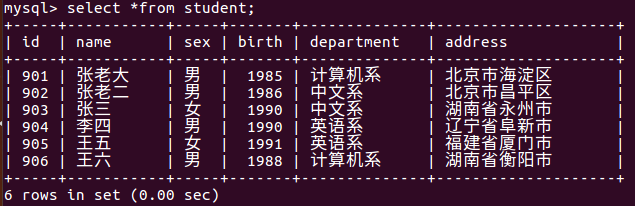 mysql> select *from student;
+-----+--------+------+-------+------------+--------------------+
| id | name | sex | birth | department | address |
+-----+--------+------+-------+------------+--------------------+
| 901 | 张老大 | 男 | 1985 | 计算机系 | 北京市海淀区 |
| 902 | 张老二 | 男 | 1986 | 中文系 | 北京市昌平区 |
| 903 | 张三 | 女 | 1990 | 中文系 | 湖南省永州市 |
| 904 | 李四 | 男 | 1990 | 英语系 | 辽宁省阜新市 |
| 905 | 王五 | 女 | 1991 | 英语系 | 福建省厦门市 |
| 906 | 王六 | 男 | 1988 | 计算机系 | 湖南省衡阳市 |
+-----+--------+------+-------+------------+--------------------+
6 rows in set (0.00 sec)